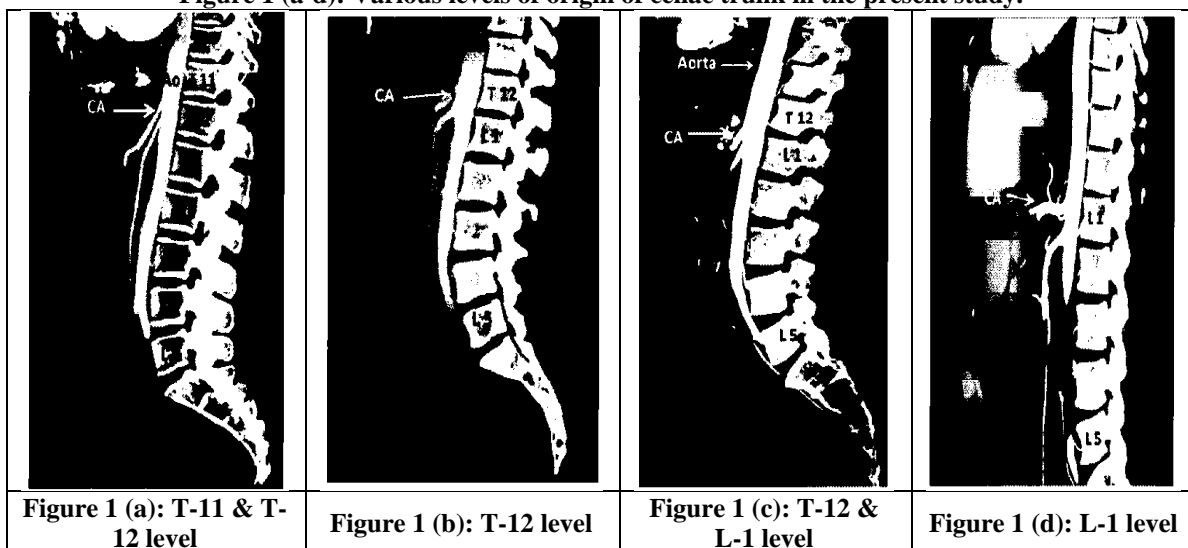 Figure 1 (a-d): Various levels of origin of celiac trunk in the present study.
Ao T 11
CA
CA
T 12
L1
Aorta
T 12
CA
L1
L5
CA
L1
L5
Figure 1 (a): T-11 & T-
12 level
Figure 1 (b): T-12 level
Figure 1 (c): T-12 &
L-1 level
Figure 1 (d): L-1 level